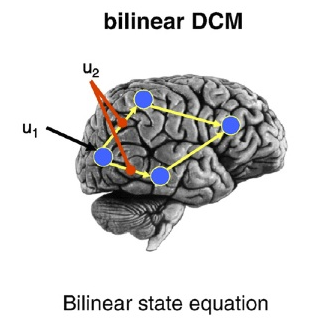 bilinear DCM
u2
u1
Bilinear state equation